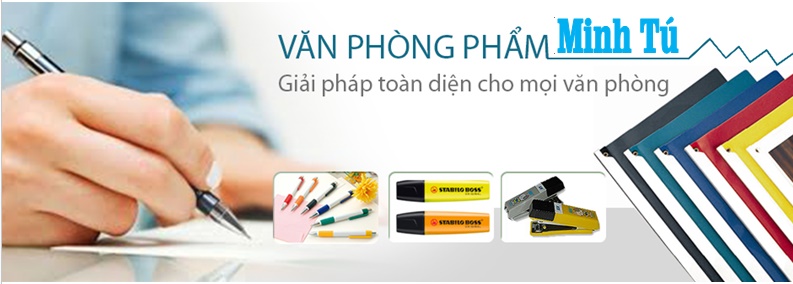 VĂN PHÒNG PHẨM Minh Tú
Giải pháp toàn diện cho mọi văn phòng
STABILO BOSS
STABILO BOSS